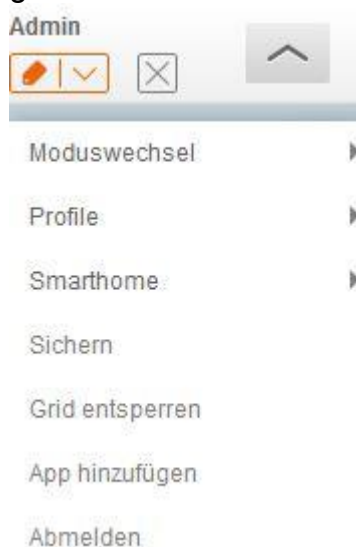 Admin
Moduswechsel
Profile
Smarthome
Sichern
Grid entsperren
App hinzufügen
Abmelden